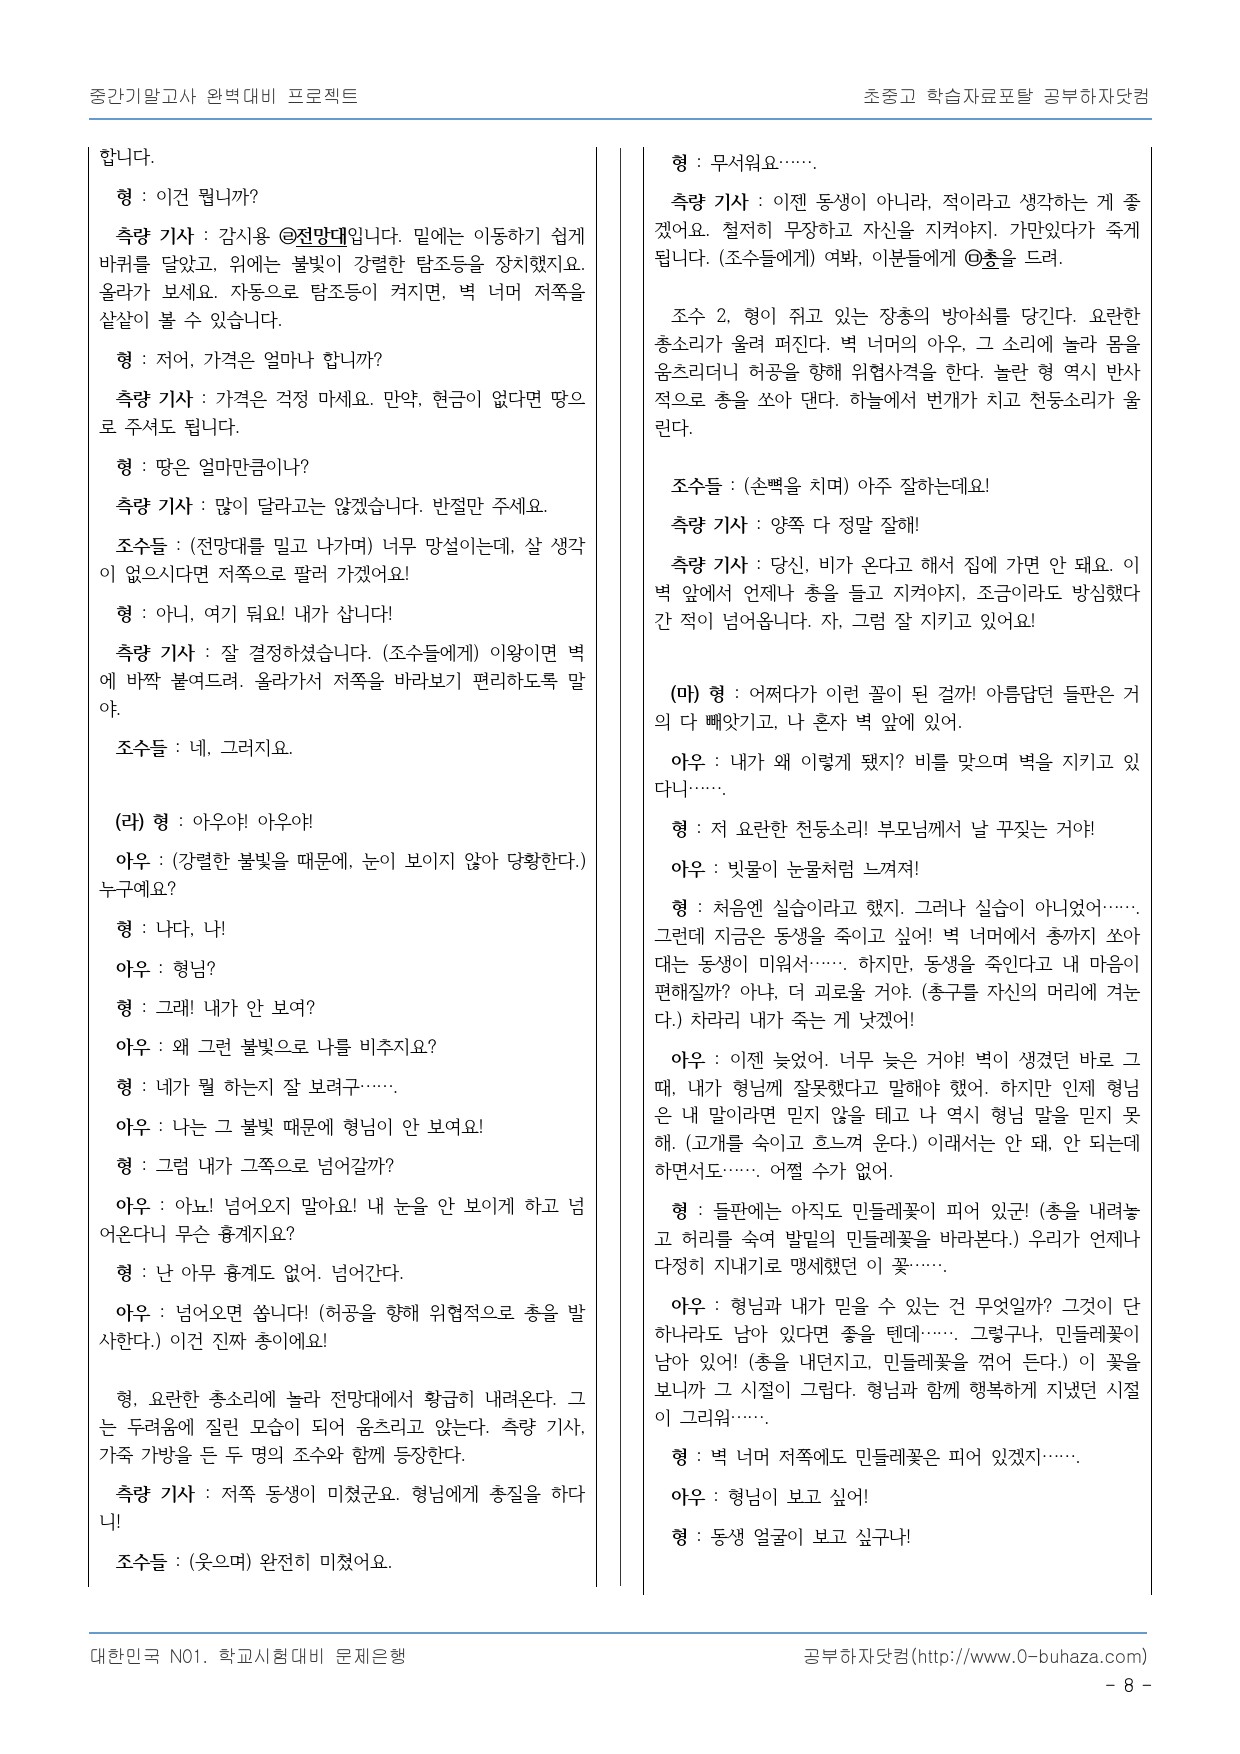 중간기말고사 완벽대비 프로젝트
초중고 학습자료포탈 공부하자닷컴
합니다.
형 : 이건 뭡니까?
측량 기사 : 감시용 ㉣전망대입니다. 밑에는 이동하기 쉽게
바퀴를 달았고, 위에는 불빛이 강렬한 탐조등을 장치했지요.
올라가 보세요. 자동으로 탐조등이 켜지면, 벽 너머 저쪽을
샅샅이 볼 수 있습니다.
형 : 저어, 가격은 얼마나 합니까?
측량 기사 : 가격은 걱정 마세요. 만약, 현금이 없다면 땅으
로 주셔도 됩니다.
형 : 땅은 얼마만큼이나?
측량 기사 : 많이 달라고는 않겠습니다. 반절만 주세요.
조수들 : (전망대를 밀고 나가며) 너무 망설이는데, 살 생각
이 없으시다면 저쪽으로 팔러 가겠어요!
형 : 아니, 여기 둬요! 내가 삽니다!
측량 기사 : 잘 결정하셨습니다. (조수들에게) 이왕이면 벽
에 바짝 붙여드려. 올라가서 저쪽을 바라보기 편리하도록 말
야.
조수들 : 네, 그러지요.
(라) 형 : 아우야! 아우야!
아우 : (강렬한 불빛을 때문에, 눈이 보이지 않아 당황한다.)
누구예요?
형 : 나다, 나!
아우 : 형님?
형 : 그래! 내가 안 보여?
아우 : 왜 그런 불빛으로 나를 비추지요?
형 : 네가 뭘 하는지 잘 보려구…….
아우 : 나는 그 불빛 때문에 형님이 안 보여요!
형 : 그럼 내가 그쪽으로 넘어갈까?
아우 : 아뇨! 넘어오지 말아요! 내 눈을 안 보이게 하고 넘
어온다니 무슨 흉계지요?
형 : 난 아무 흉계도 없어. 넘어간다.
아우 : 넘어오면 쏩니다! (허공을 향해 위협적으로 총을 발
사한다.) 이건 진짜 총이에요!
형, 요란한 총소리에 놀라 전망대에서 황급히 내려온다. 그
는 두려움에 질린 모습이 되어 움츠리고 앉는다. 측량 기사,
가죽 가방을 든 두 명의 조수와 함께 등장한다.
측량 기사 : 저쪽 동생이 미쳤군요. 형님에게 총질을 하다
니!
조수들 : (웃으며) 완전히 미쳤어요.
형 : 무서워요…….
측량 기사 : 이젠 동생이 아니라, 적이라고 생각하는 게 좋
겠어요. 철저히 무장하고 자신을 지켜야지. 가만있다가 죽게
됩니다. (조수들에게) 여봐, 이분들에게 ㉤총을 드려.
조수 2, 형이 쥐고 있는 장총의 방아쇠를 당긴다. 요란한
총소리가 울려 퍼진다. 벽 너머의 아우, 그 소리에 놀라 몸을
움츠리더니 허공을 향해 위협사격을 한다. 놀란 형 역시 반사
적으로 총을 쏘아 댄다. 하늘에서 번개가 치고 천둥소리가 울
린다.
조수들 : (손뼉을 치며) 아주 잘하는데요!
측량 기사 : 양쪽 다 정말 잘해!
측량 기사 : 당신, 비가 온다고 해서 집에 가면 안 돼요. 이
벽 앞에서 언제나 총을 들고 지켜야지, 조금이라도 방심했다
간 적이 넘어옵니다. 자, 그럼 잘 지키고 있어요!
(마) 형 : 어쩌다가 이런 꼴이 된 걸까! 아름답던 들판은 거
의 다 빼앗기고, 나 혼자 벽 앞에 있어.
아우 : 내가 왜 이렇게 됐지? 비를 맞으며 벽을 지키고 있
다니…….
형 : 저 요란한 천둥소리! 부모님께서 날 꾸짖는 거야!
아우 : 빗물이 눈물처럼 느껴져!
형 : 처음엔 실습이라고 했지. 그러나 실습이 아니었어…….
그런데 지금은 동생을 죽이고 싶어! 벽 너머에서 총까지 쏘아
대는 동생이 미워서……. 하지만, 동생을 죽인다고 내 마음이
편해질까? 아냐, 더 괴로울 거야. (총구를 자신의 머리에 겨눈
다.) 차라리 내가 죽는 게 낫겠어!
아우 : 이젠 늦었어. 너무 늦은 거야! 벽이 생겼던 바로 그
때, 내가 형님께 잘못했다고 말해야 했어. 하지만 인제 형님
은 내 말이라면 믿지 않을 테고 나 역시 형님 말을 믿지 못
해. (고개를 숙이고 흐느껴 운다.) 이래서는 안 돼, 안 되는데
하면서도……. 어쩔 수가 없어.
형 : 들판에는 아직도 민들레꽃이 피어 있군! (총을 내려놓
고 허리를 숙여 발밑의 민들레꽃을 바라본다.) 우리가 언제나
다정히 지내기로 맹세했던 이 꽃…….
아우 : 형님과 내가 믿을 수 있는 건 무엇일까? 그것이 단
하나라도 남아 있다면 좋을 텐데……. 그렇구나, 민들레꽃이
남아 있어! (총을 내던지고, 민들레꽃을 꺾어 든다.) 이 꽃을
보니까 그 시절이 그립다. 형님과 함께 행복하게 지냈던 시절
이 그리워…….
형 : 벽 너머 저쪽에도 민들레꽃은 피어 있겠지…….
아우 : 형님이 보고 싶어!
형 : 동생 얼굴이 보고 싶구나!
대한민국 N01. 학교시험대비 문제은행
공부하자닷컴(http://www.0-buhaza.com)
- 8 -